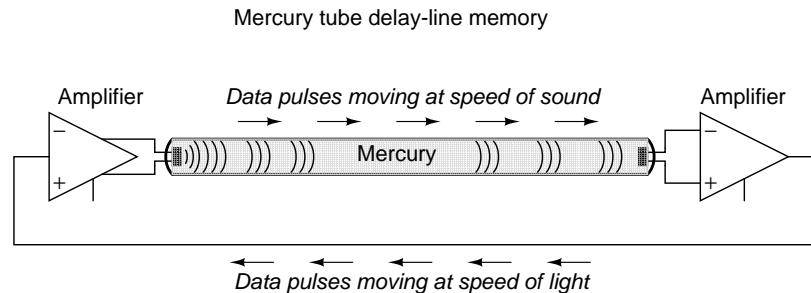 Mercury tube delay-line memory
Amplifier
Data pulses moving at speed of sound
Amplifier
−
Mercury
−
+
+
Data pulses moving at speed of light